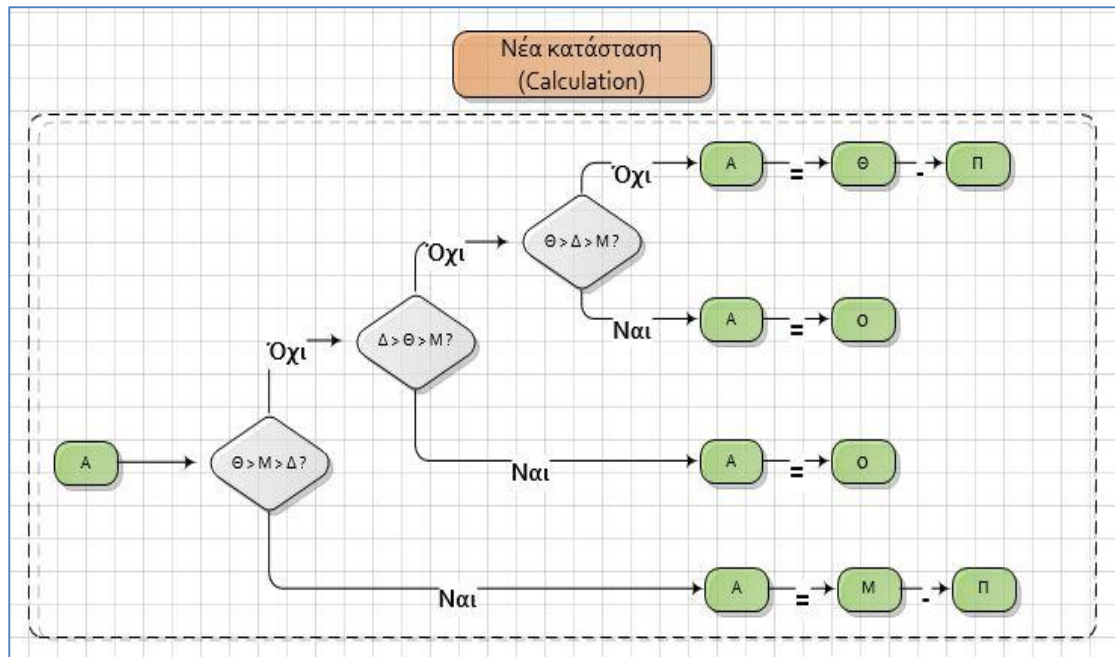 Νέα κατάσταση
(Calculation)
Όχι
Α = Θ - Π
Θ > Δ > Μ ?
Όχι
Ναι
Α = Ο
Δ > Θ > Μ ?
Όχι
Α
Θ > Μ > Δ ?
Ναι
Α = Ο
Ναι
Α = Μ - Π